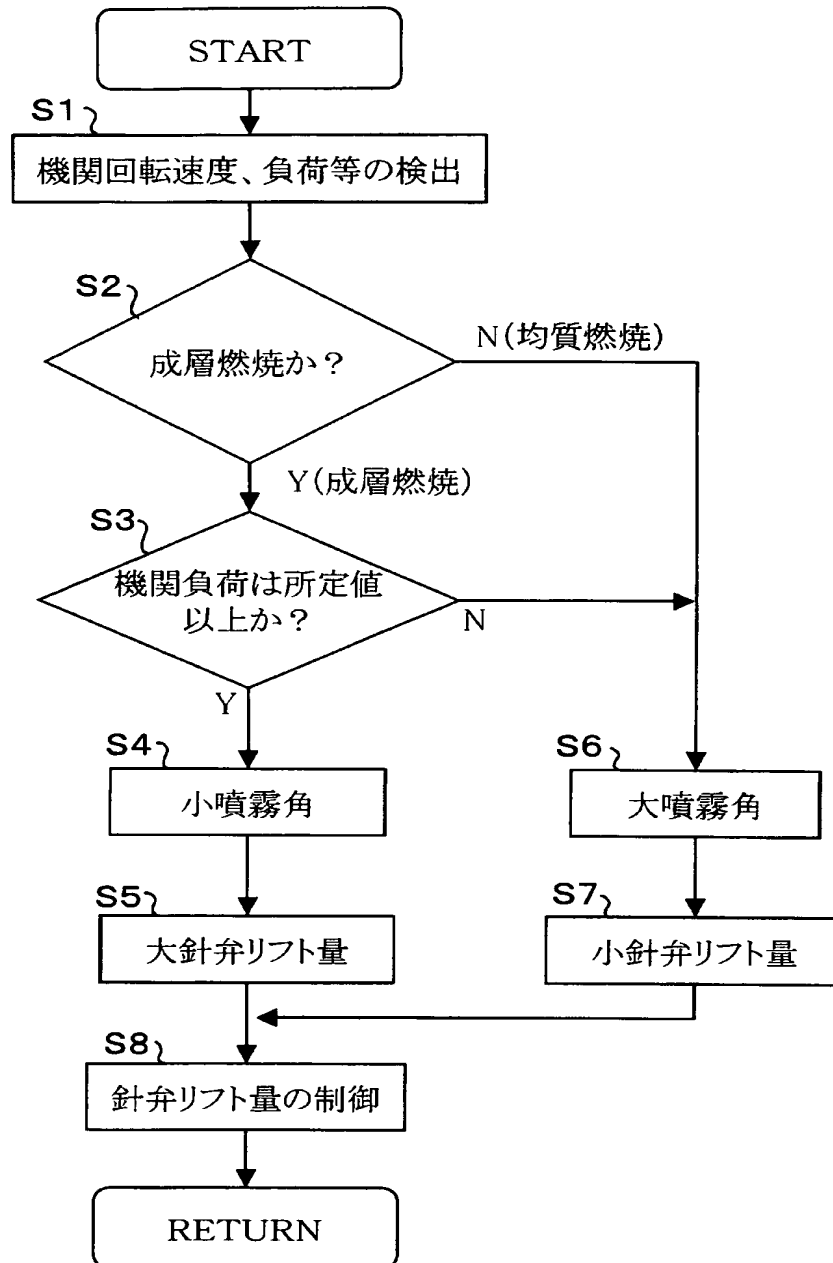 START
S1
機関回転速度、負荷等の検出
S2
成層燃焼か？
N(均質燃焼)
Y(成層燃焼)
S3
機関負荷は所定値
以上か？
N
Y
S4
小噴霧角
S6
大噴霧角
S5
大針弁リフト量
S7
小針弁リフト量
S8
針弁リフト量の制御
RETURN